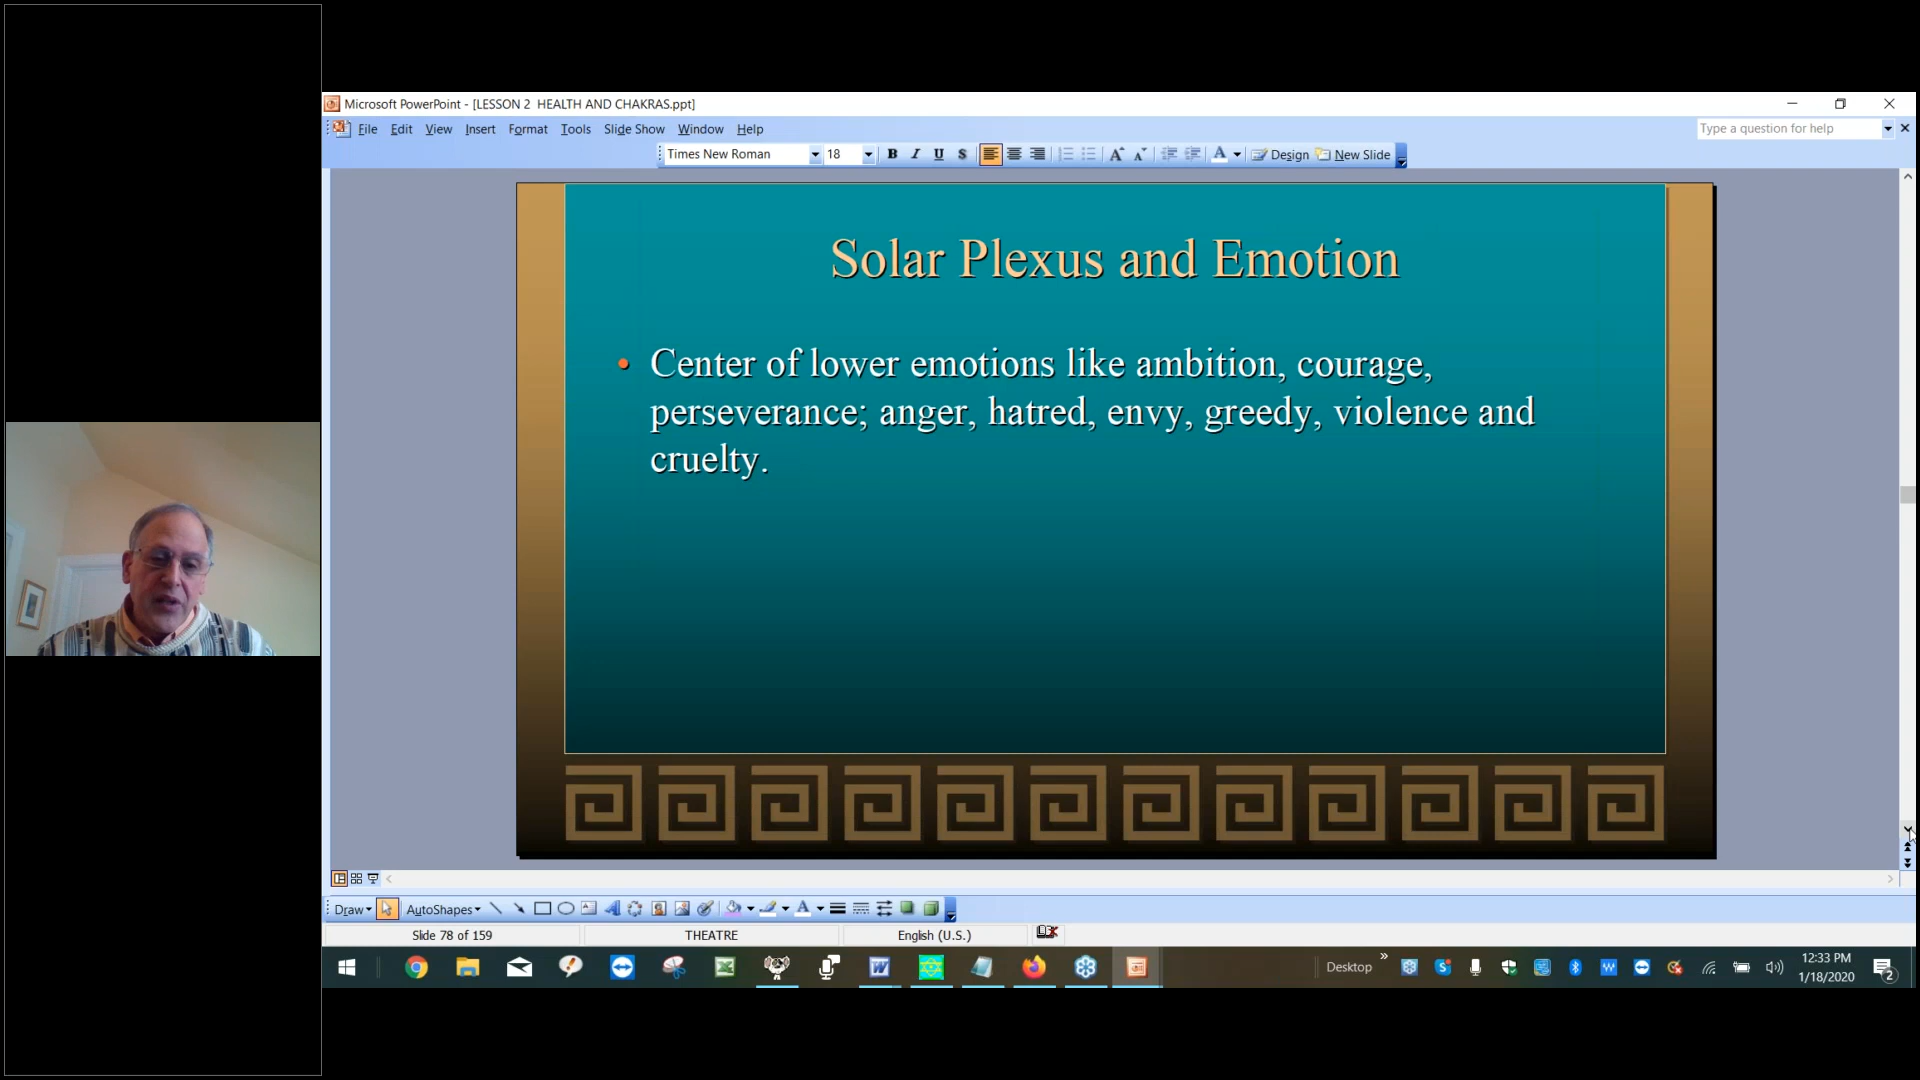 Microsoft PowerPoint - [LESSON 2  HEALTH AND CHAKRAS.ppt]
File Edit View Insert Format Tools Slide Show Window Help
Type a question for help
Times New Roman 18 B I U S A A A Design New Slide
Solar Plexus and Emotion
• Center of lower emotions like ambition, courage,
perseverance; anger, hatred, envy, greedy, violence and
cruelty.
Draw AutoShapes A
Slide 78 of 159 THEATRE English (U.S.)
Desktop »
12:33 PM
1/18/2020
2